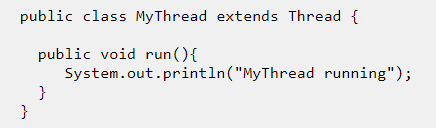 public class MyThread extends Thread {
public void run(){
System.out.println("MyThread running");
}
}